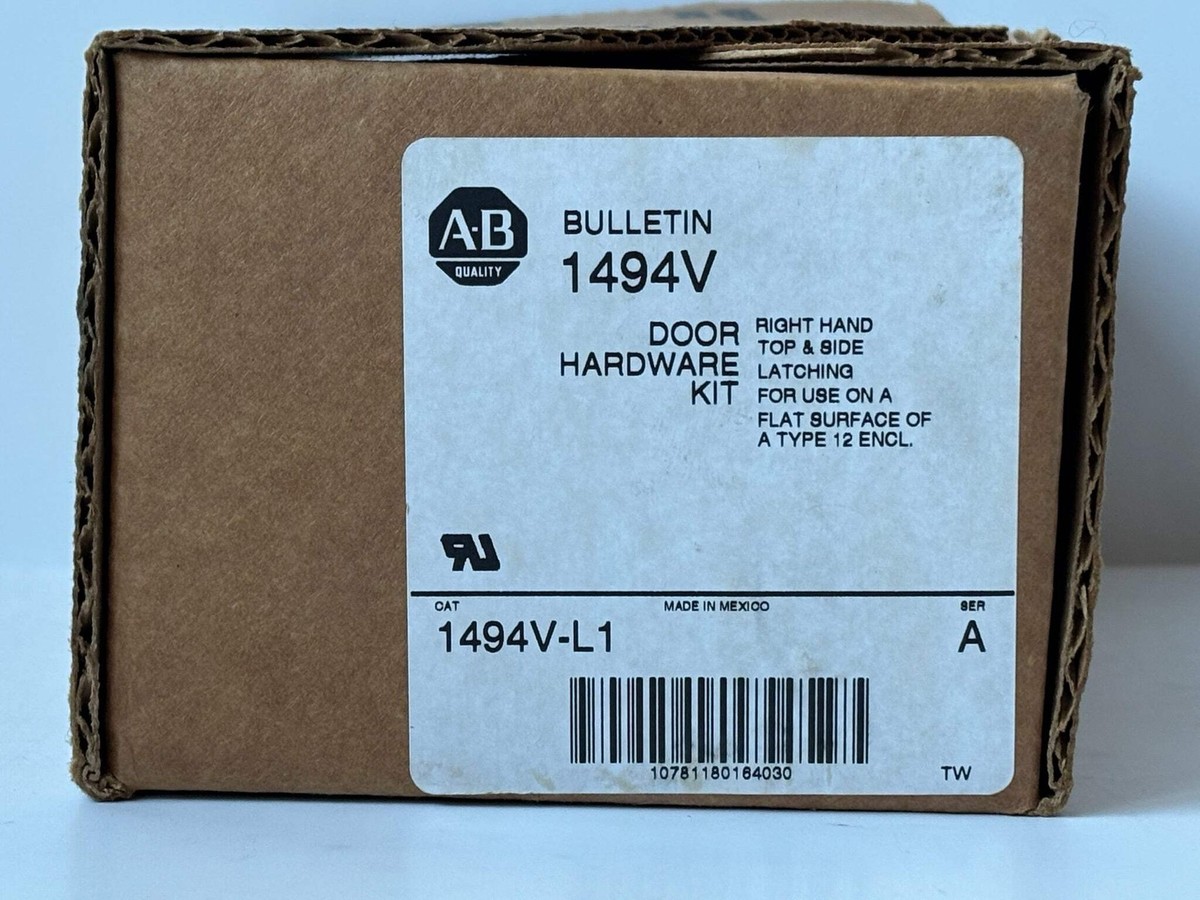 A-B
QUALITY
BULLETIN
1494V
DOOR
HARDWARE
KIT
RIGHT HAND
TOP & SIDE
LATCHING
FOR USE ON A
FLAT SURFACE OF
A TYPE 12 ENCL.
CAT
MADE IN MEXICO
SER
1494V-L1
A
10781180164030
TW